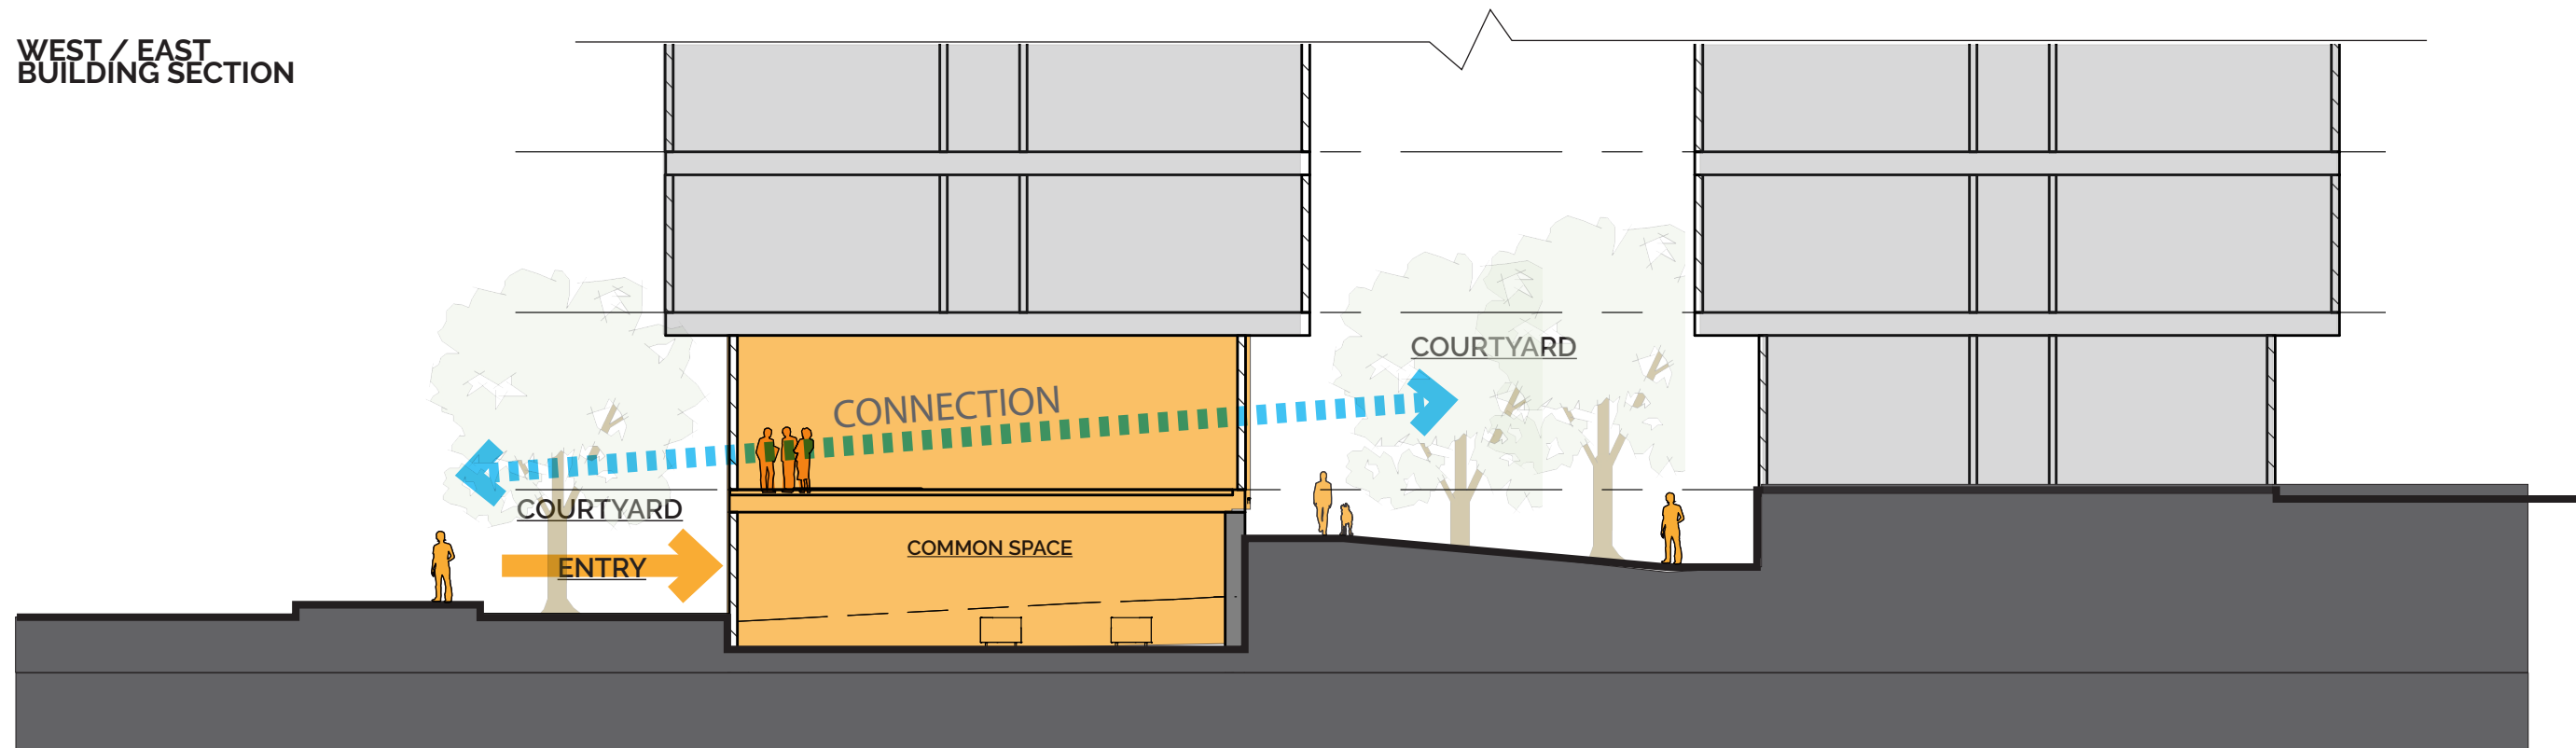 WEST / EAST
BUILDING SECTION
COURTYARD
CONNECTION
COURTYARD
COMMON SPACE
ENTRY